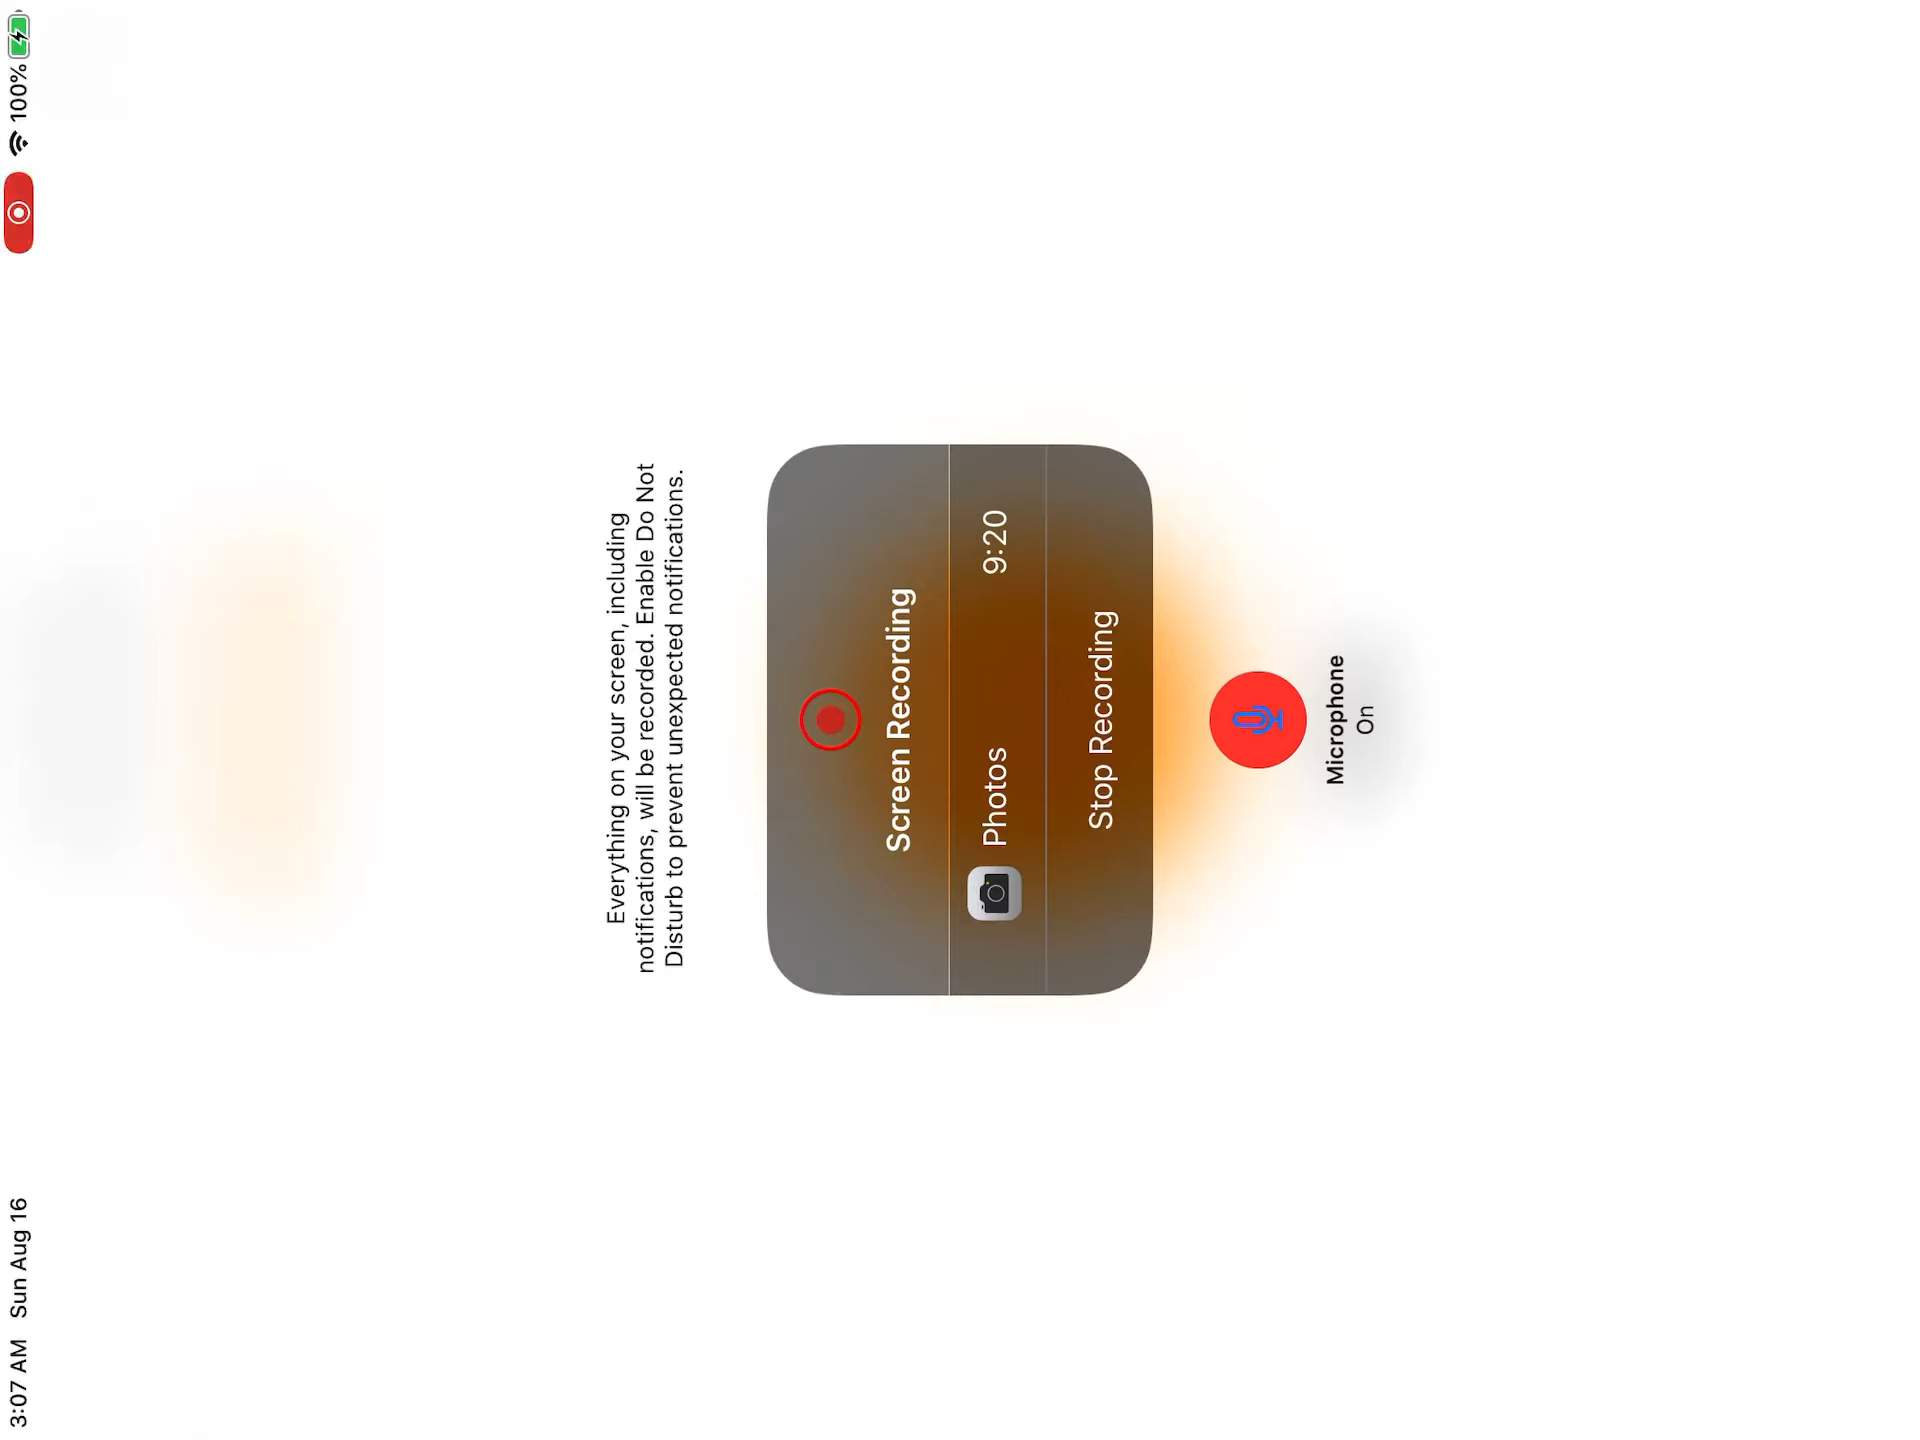 3:07 AM Sun Aug 16
100%
Everything on your screen, including
notifications, will be recorded. Enable Do Not
Disturb to prevent unexpected notifications.
Screen Recording
Photos 9:20
Stop Recording
Microphone
On